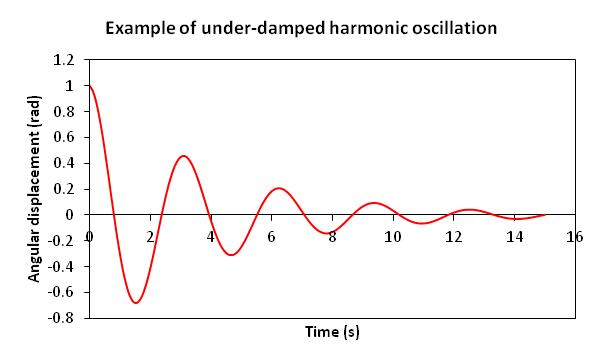 Example of under-damped harmonic oscillation
Angular displacement (rad)
1.2
1
0.8
0.6
0.4
0.2
0
-0.2
-0.4
-0.6
-0.8
0 2 4 6 8 10 12 14 16
Time (s)